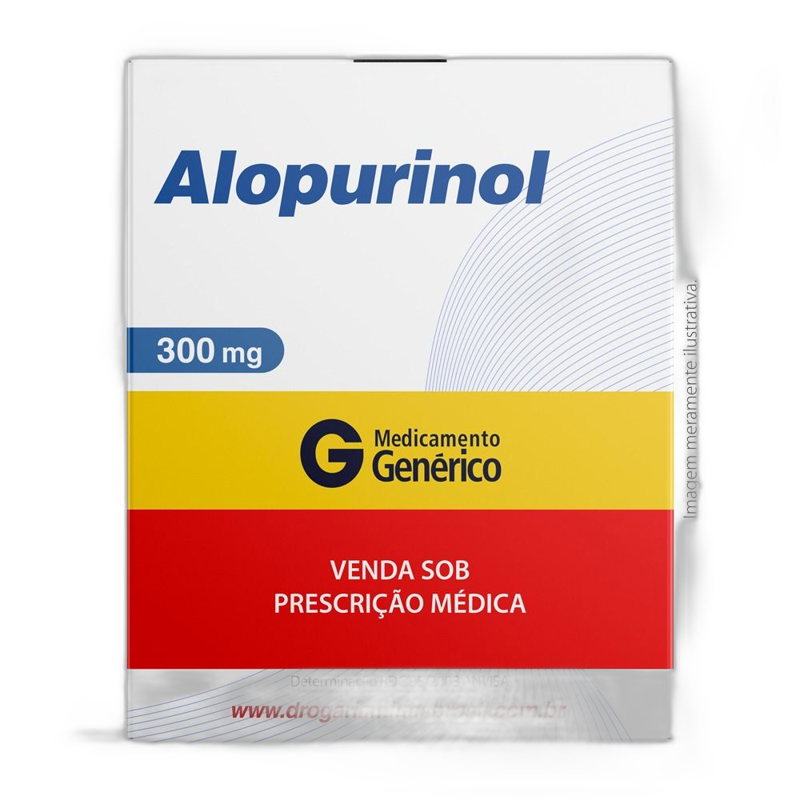 Alopurinol
300 mg
G Medicamento
Genérico
VENDA SOB
PRESCRIÇÃO MÉDICA
Imagem meramente ilustrativa.